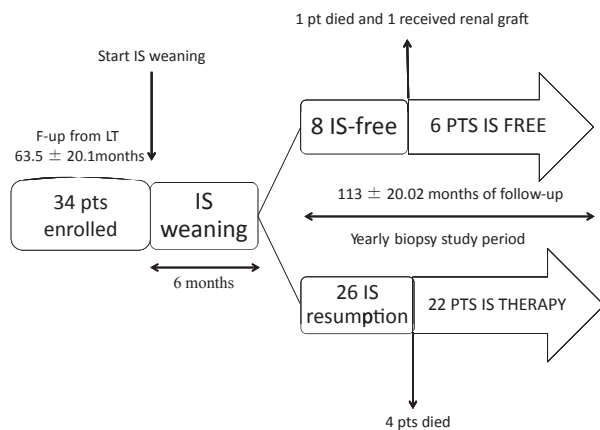 1 pt died and 1 received renal graft
Start IS weaning
F-up from LT
63.5 ± 20.1months
34 pts
enrolled
IS
weaning
6 months
8 IS-free
6 PTS IS FREE
113 ± 20.02 months of follow-up
Yearly biopsy study period
26 IS
resumption
22 PTS IS THERAPY
4 pts died